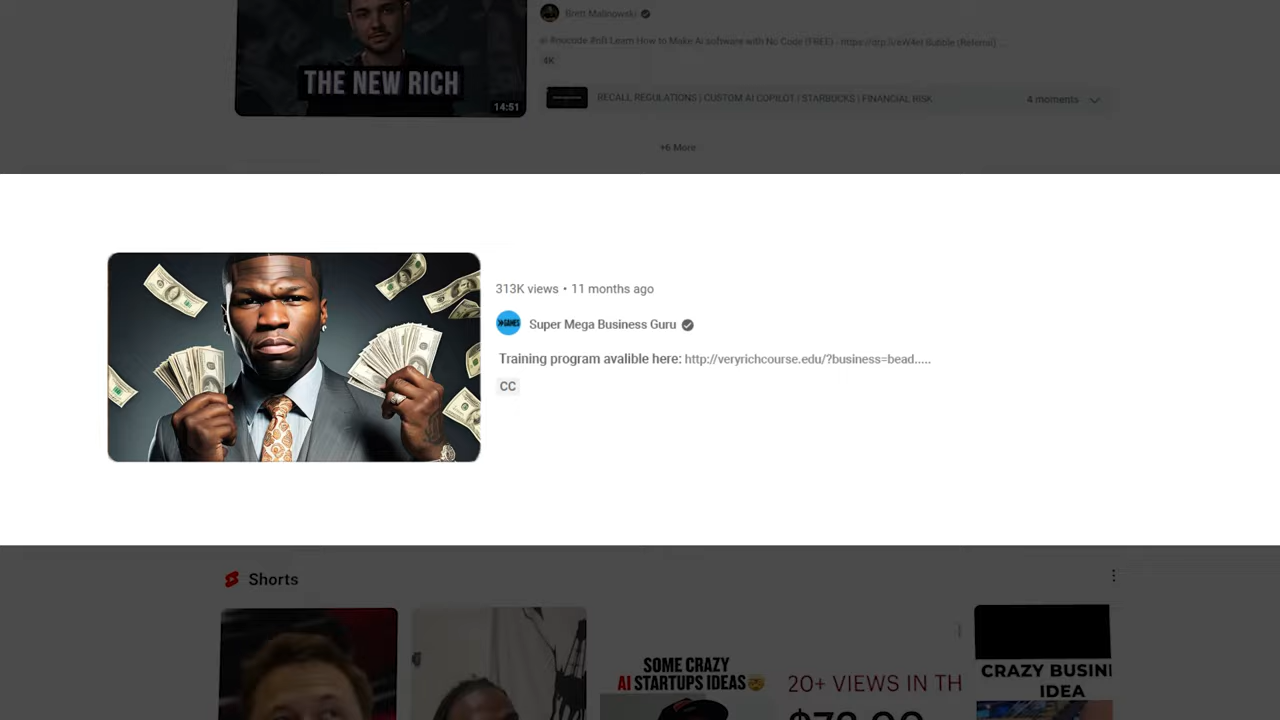 THE NEW RICH
14:51
Brett Malinowski
4K
RECALL REGULATIONS | CUSTOM AI COPILOT | STARBUCKS | FINANCIAL RISK
4 moments
+6 More
313K views • 11 months ago
GAMES
Super Mega Business Guru
Training program avalible here: http://veryrichcourse.edu/?business=bead.....
CC
Shorts
SOME CRAZY
AI STARTUPS IDEAS
20+ VIEWS IN TH
CRAZY BUSINI
IDEA